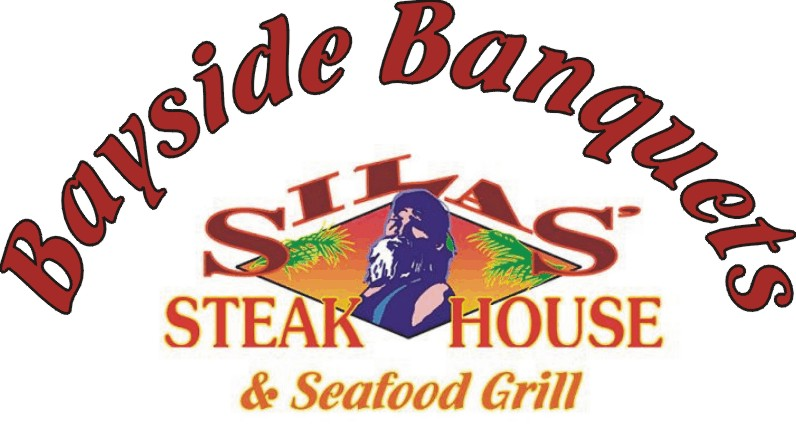 Bayside Banquets
SILAS'
STEAK HOUSE
& Seafood Grill